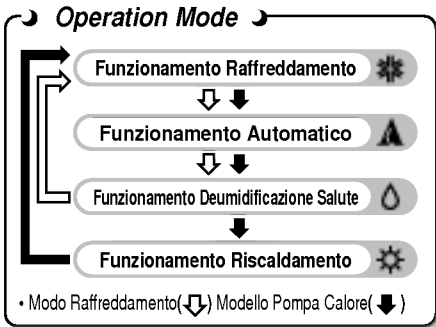 Operation Mode
Funzionamento Raffreddamento
Funzionamento Automatico
Funzionamento Deumidificazione Salute
Funzionamento Riscaldamento
• Modo Raffreddamento(⇩) Modello Pompa Calore(⬇)